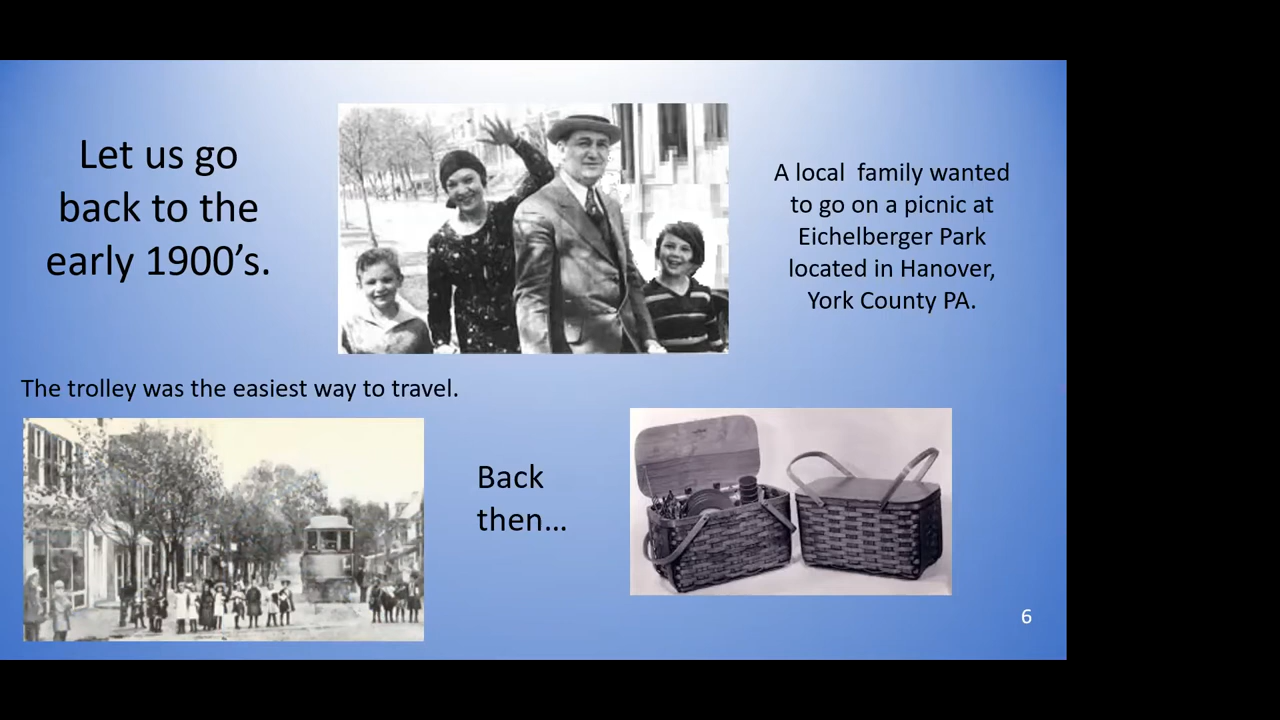 Let us go
back to the
early 1900’s.
A local  family wanted
to go on a picnic at
Eichelberger Park
located in Hanover,
York County PA.
The trolley was the easiest way to travel.
Back
then…
6